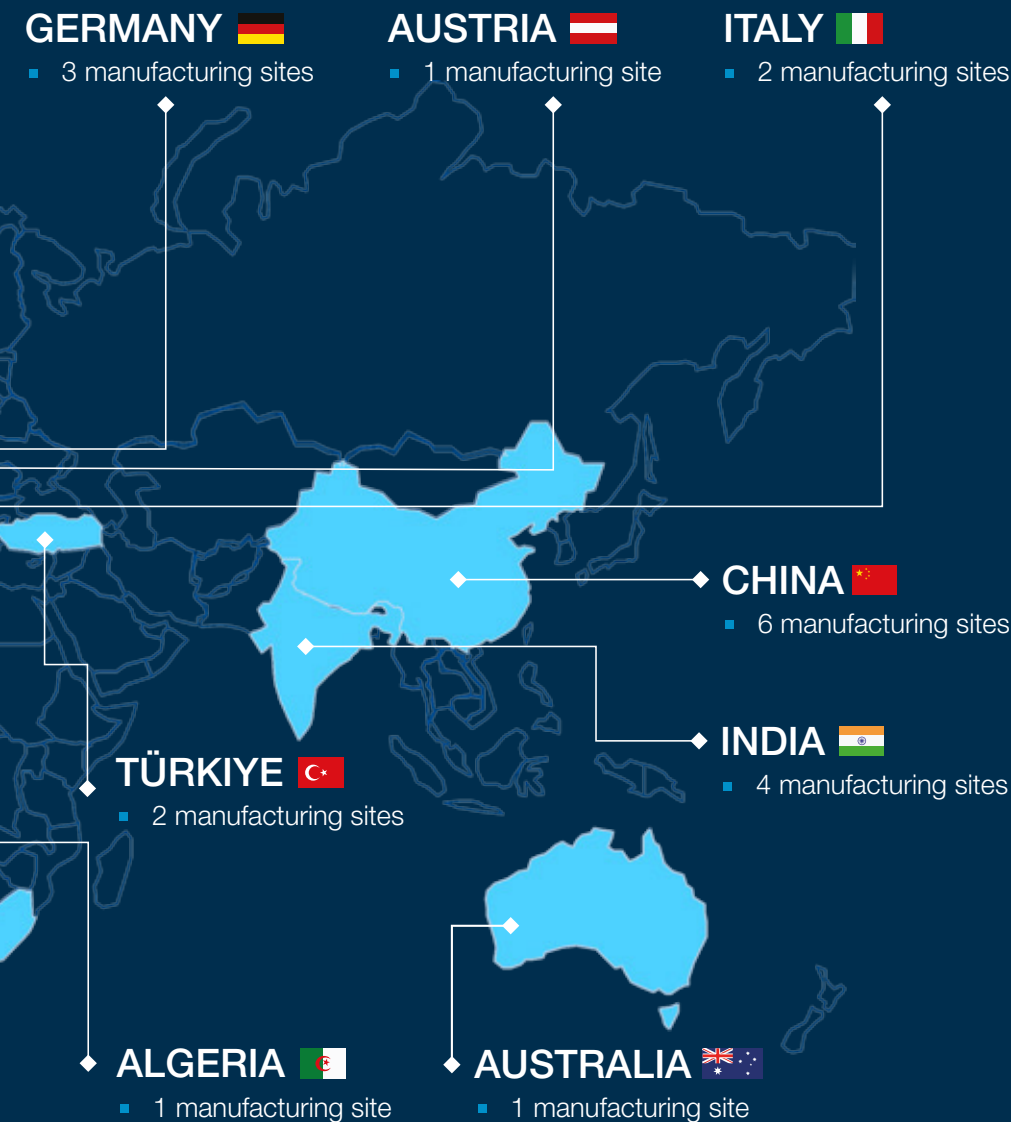 GERMANY
▪ 3 manufacturing sites
AUSTRIA
▪ 1 manufacturing site
ITALY
▪ 2 manufacturing sites
CHINA
▪ 6 manufacturing sites
INDIA
▪ 4 manufacturing sites
TÜRKIYE
▪ 2 manufacturing sites
ALGERIA
▪ 1 manufacturing site
AUSTRALIA
▪ 1 manufacturing site